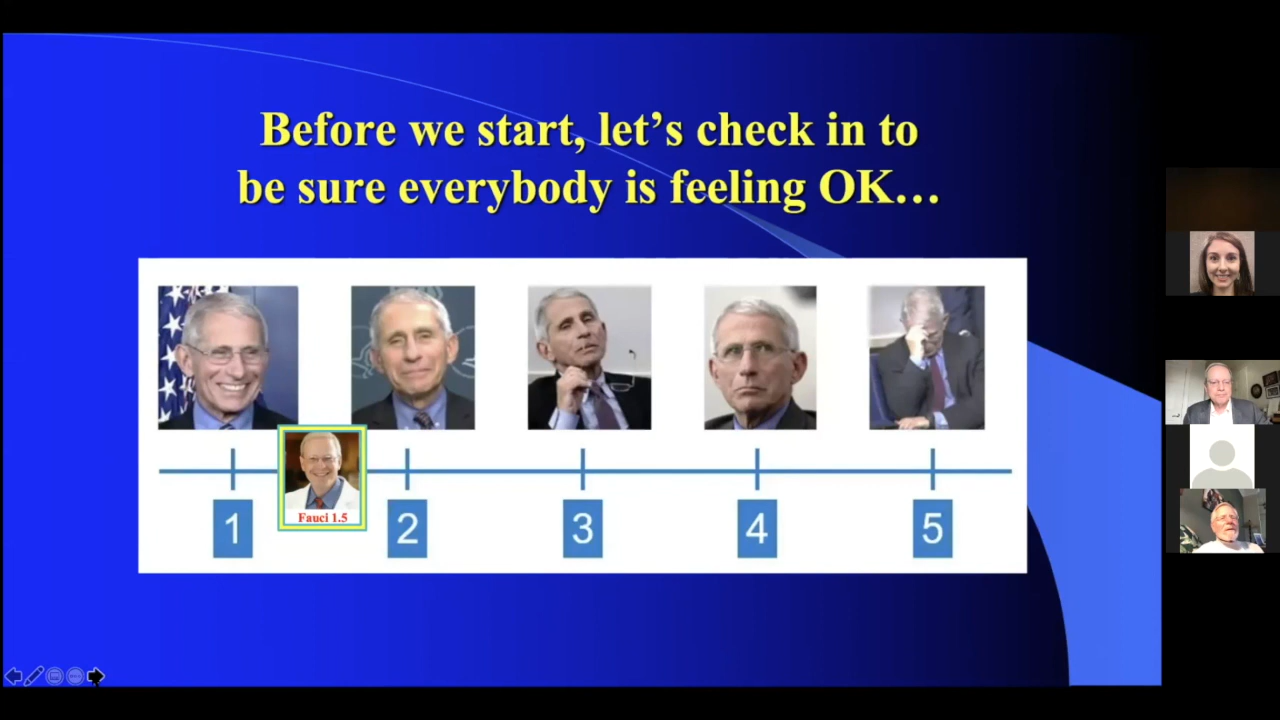 Before we start, let’s check in to
be sure everybody is feeling OK…
Fauci 1.5
1
2
3
4
5